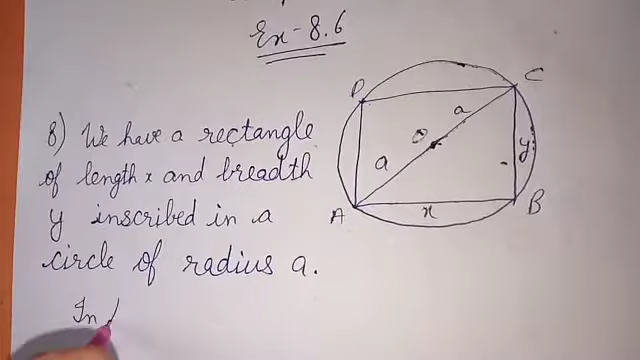 Ex-8.6
8) We have a rectangle
of length x and breadth
y inscribed in a
circle of radius a.
In
D
C
a
O
a
y
A
x
B